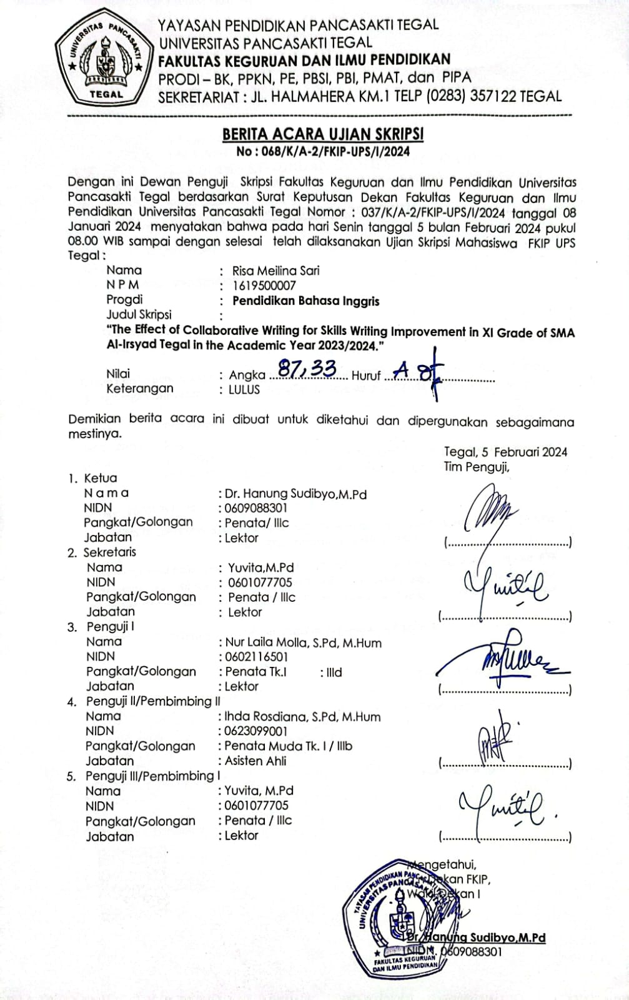 UNIVERSITAS PANCASAKTI
TEGAL
YAYASAN PENDIDIKAN PANCASAKTI TEGAL
UNIVERSITAS PANCASAKTI TEGAL
FAKULTAS KEGURUAN DAN ILMU PENDIDIKAN
PRODI – BK, PPKN, PE, PBSI, PBI, PMAT, dan PIPA
SEKRETARIAT : JL. HALMAHERA KM.1 TELP (0283) 357122 TEGAL
BERITA ACARA UJIAN SKRIPSI
No : 068/K/A-2/FKIP-UPS/I/2024
Dengan ini Dewan Penguji Skripsi Fakultas Keguruan dan Ilmu Pendidikan Universitas
Pancasakti Tegal berdasarkan Surat Keputusan Dekan Fakultas Keguruan dan Ilmu
Pendidikan Universitas Pancasakti Tegal Nomor : 037/K/A-2/FKIP-UPS/I/2024 tanggal 08
Januari 2024 menyatakan bahwa pada hari Senin tanggal 5 bulan Februari 2024 pukul
08.00 WIB sampai dengan selesai telah dilaksanakan Ujian Skripsi Mahasiswa FKIP UPS
Tegal :
Nama : Risa Meilina Sari
N P M : 1619500007
Progdi : Pendidikan Bahasa Inggris
Judul Skripsi :
“The Effect of Collaborative Writing for Skills Writing Improvement in XI Grade of SMA
Al-Irsyad Tegal in the Academic Year 2023/2024.”
Nilai : Angka 87,33 Huruf A
Keterangan : LULUS
Demikian berita acara ini dibuat untuk diketahui dan dipergunakan sebagaimana
mestinya.
Tegal, 5 Februari 2024
Tim Penguji,
1. Ketua
N a m a : Dr. Hanung Sudibyo,M.Pd
NIDN : 0609088301
Pangkat/Golongan : Penata/ IIIc
Jabatan : Lektor (..................................)
2. Sekretaris
Nama : Yuvita,M.Pd
NIDN : 0601077705
Pangkat/Golongan : Penata / IIIc
Jabatan : Lektor (..................................)
3. Penguji I
Nama : Nur Laila Molla, S.Pd, M.Hum
NIDN : 0602116501
Pangkat/Golongan : Penata Tk.I : IIId
Jabatan : Lektor (..................................)
4. Penguji II/Pembimbing II
Nama : Ihda Rosdiana, S.Pd, M.Hum
NIDN : 0623099001
Pangkat/Golongan : Penata Muda Tk. I / IIIb
Jabatan : Asisten Ahli (..................................)
5. Penguji III/Pembimbing I
Nama : Yuvita, M.Pd
NIDN : 0601077705
Pangkat/Golongan : Penata / IIIc
Jabatan : Lektor (..................................)
Mengetahui,
Dekan FKIP,
Wakil Dekan I
Dr. Hanung Sudibyo,M.Pd
NIDN. 0609088301
YAYASAN PENDIDIKAN PANCASAKTI
UNIVERSITAS PANCASAKTI
FAKULTAS KEGURUAN
DAN ILMU PENDIDIKAN